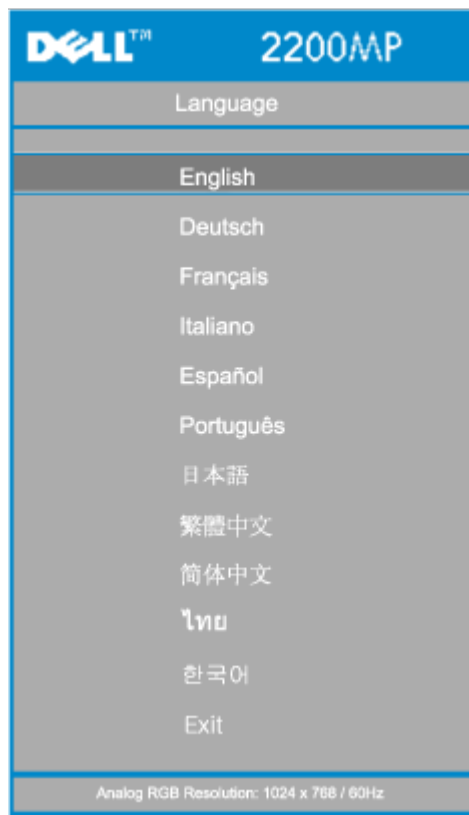 DELL™ 2200MP
Language
English
Deutsch
Français
Italiano
Español
Português
日本語
繁體中文
简体中文
ไทย
한국어
Exit
Analog RGB Resolution: 1024 x 768 / 60Hz